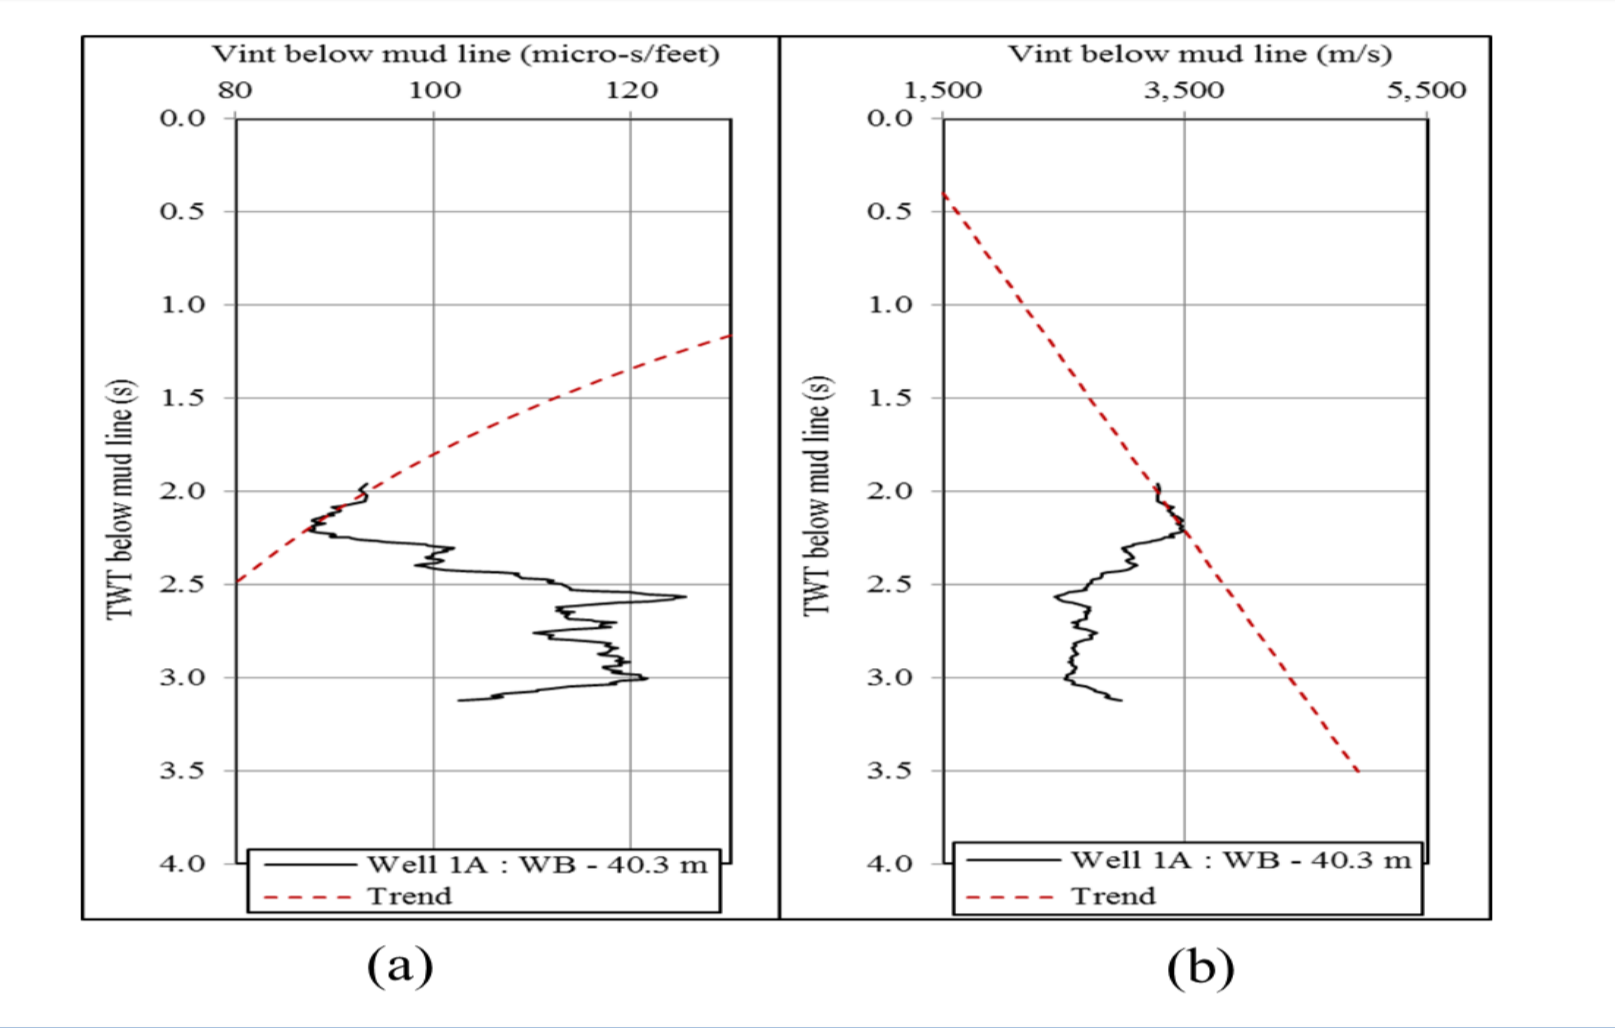 Vint below mud line (micro-s/feet)
80 100 120
0.0
0.5
1.0
1.5
2.0
2.5
3.0
3.5
4.0
TWT below mud line (s)
Well 1A : WB - 40.3 m
Trend
(a)
Vint below mud line (m/s)
1,500 3,500 5,500
0.0
0.5
1.0
1.5
2.0
2.5
3.0
3.5
4.0
TWT below mud line (s)
Well 1A : WB - 40.3 m
Trend
(b)